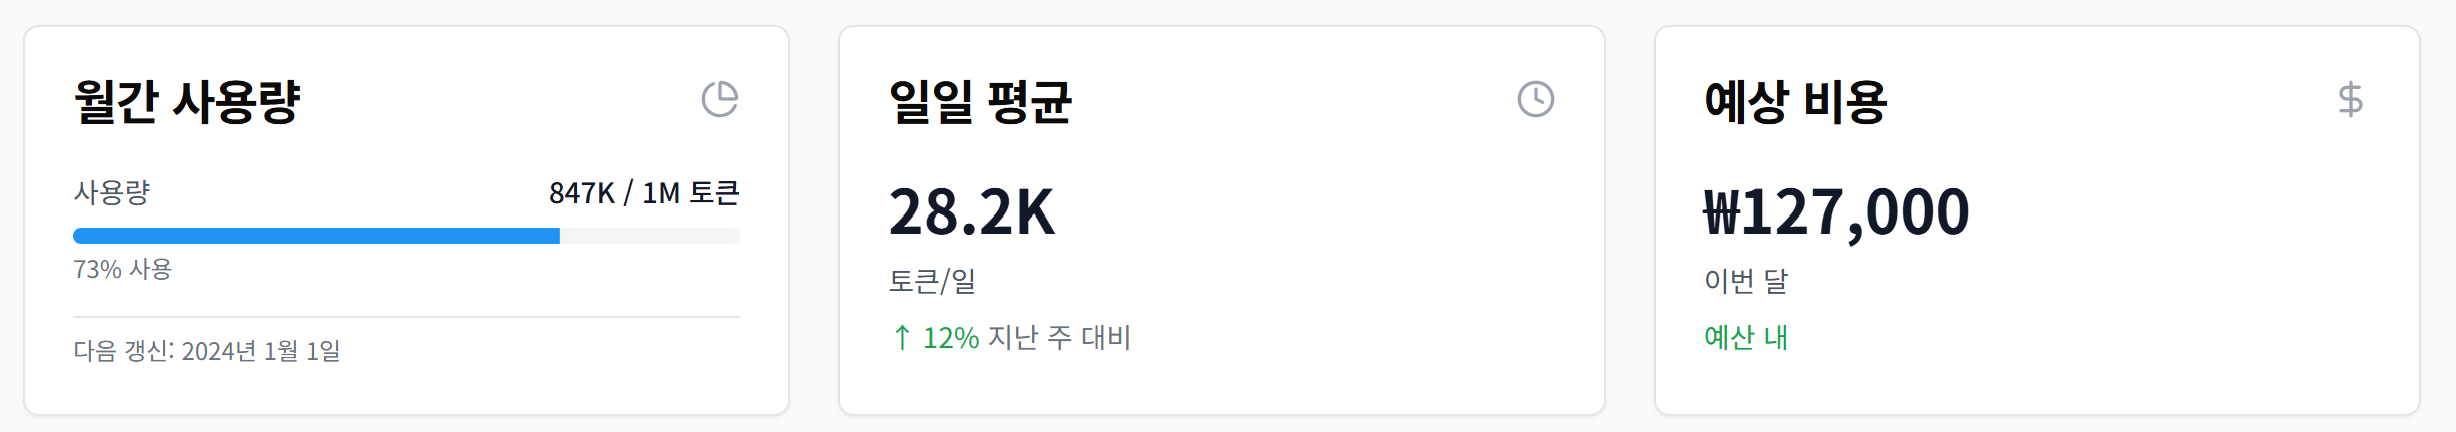 월간 사용량
사용량 847K / 1M 토큰
73% 사용
다음 갱신: 2024년 1월 1일
일일 평균
28.2K
토큰/일
↑ 12% 지난 주 대비
예상 비용
₩127,000
이번 달
예산 내